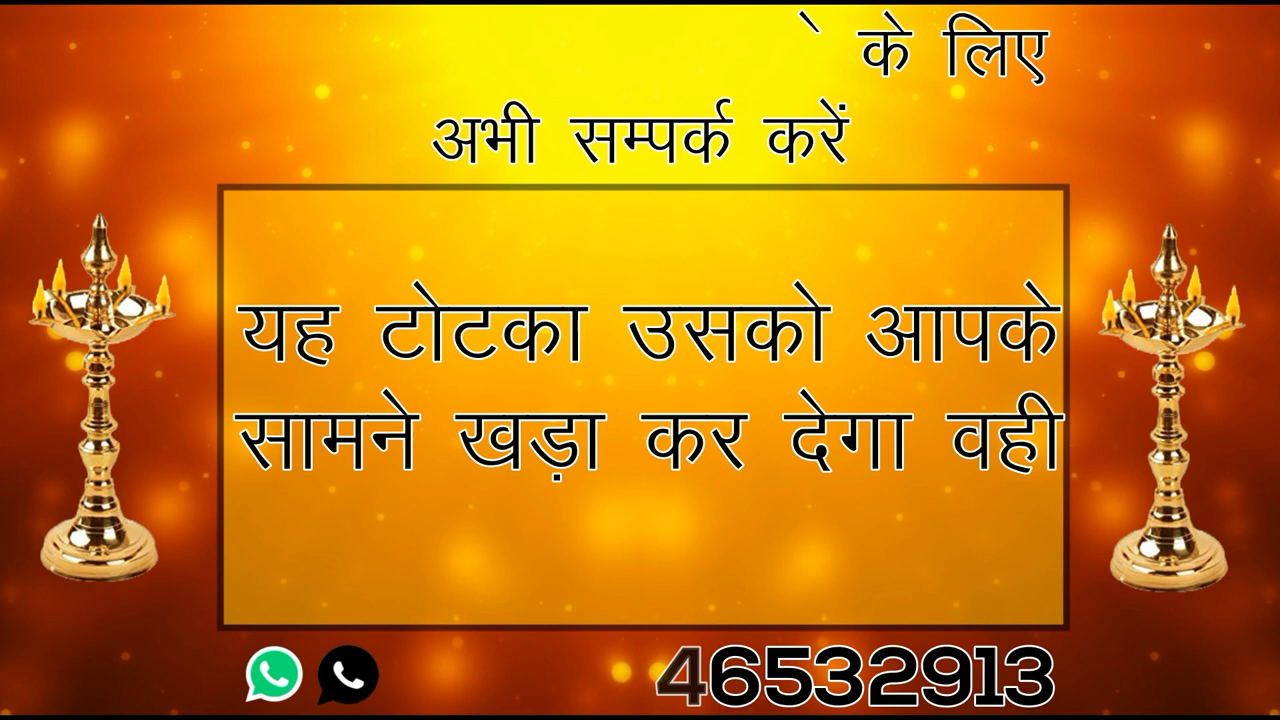 के लिए
अभी सम्पर्क करें
यह टोटका उसको आपके
सामने खड़ा कर देगा वही
46532913